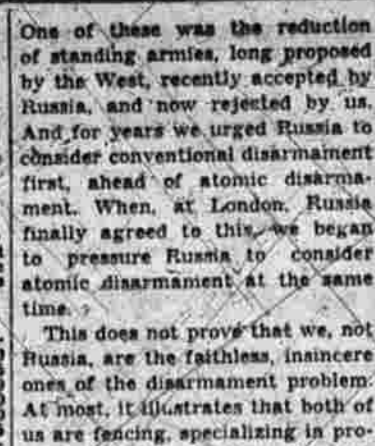 One of these was the reduction
of standing armies, long proposed
by the West, recently accepted by
Russia, and now rejected by us.
And for years we urged Russia to
consider conventional disarmament
first, ahead of atomic disarma-
ment. When, at London, Russia
finally agreed to this, we began
to pressure Russia to consider
atomic disarmament at the same
time.
This does not prove that we, not
Russia, are the faithless, insincere
ones of the disarmament problem.
At most, it illustrates that both of
us are fencing, specializing in pro-